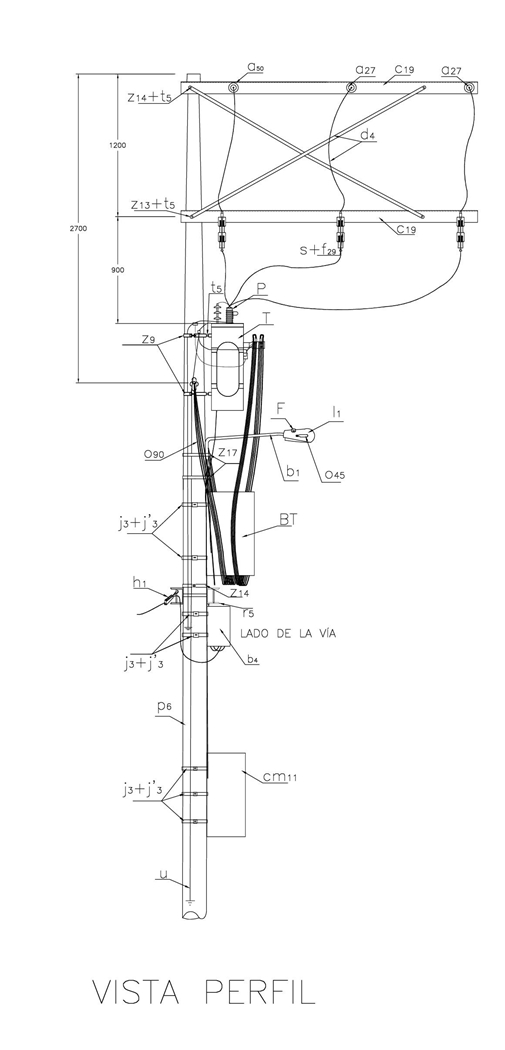 a50
a27
c19
a27
z14+t5
d4
1200
z13+t5
c19
2700
s+f29
900
P
t5
T
z9
F
l1
o90
z17
b1
o45
j3+j'3
BT
h1
z14
r5
LADO DE LA VÍA
j3+j'3
b4
p6
cm11
j3+j'3
u
VISTA PERFIL